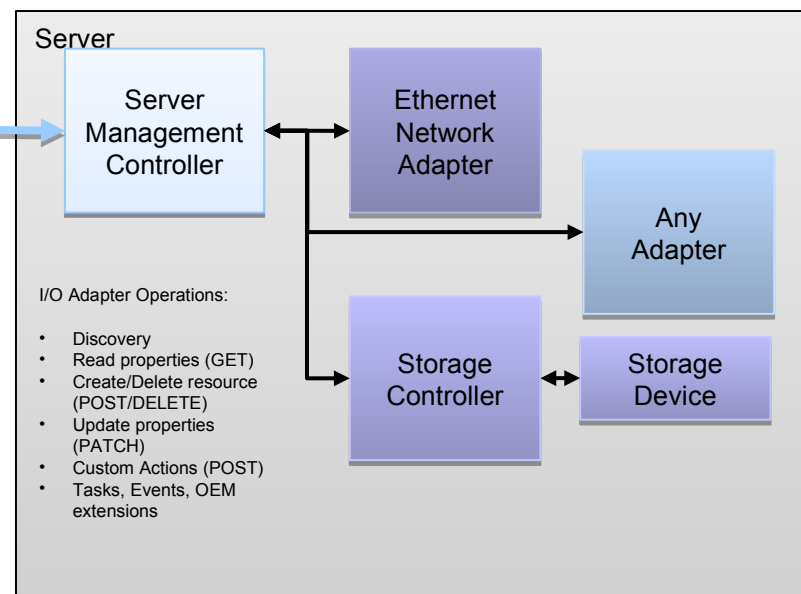 Server
Server
Management
Controller
Ethernet
Network
Adapter
Any
Adapter
I/O Adapter Operations:
• Discovery
• Read properties (GET)
• Create/Delete resource
(POST/DELETE)
• Update properties
(PATCH)
• Custom Actions (POST)
• Tasks, Events, OEM
extensions
Storage
Controller
Storage
Device